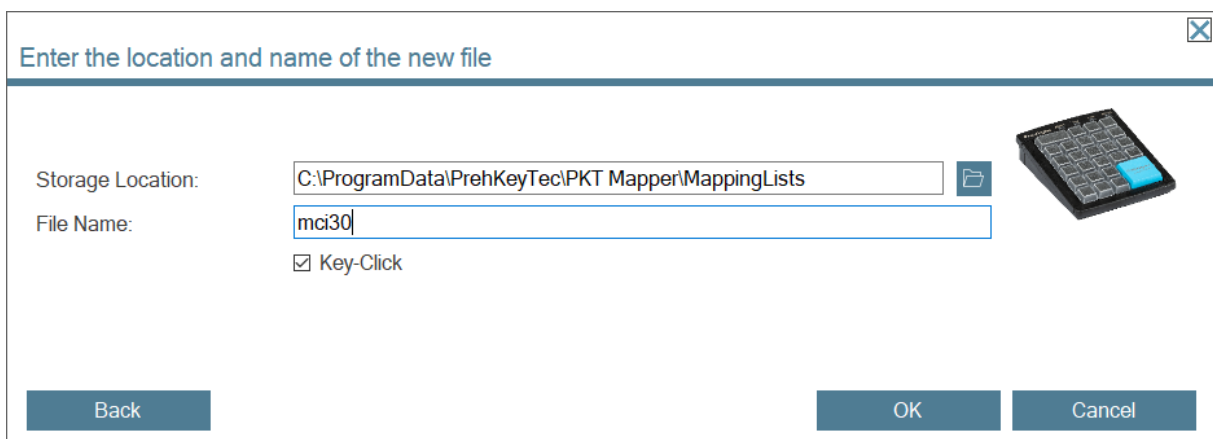 Enter the location and name of the new file
Storage Location:
C:\ProgramData\PrehKeyTec\PKT Mapper\MappingLists
File Name:
mci30
Key-Click
Back
OK
Cancel